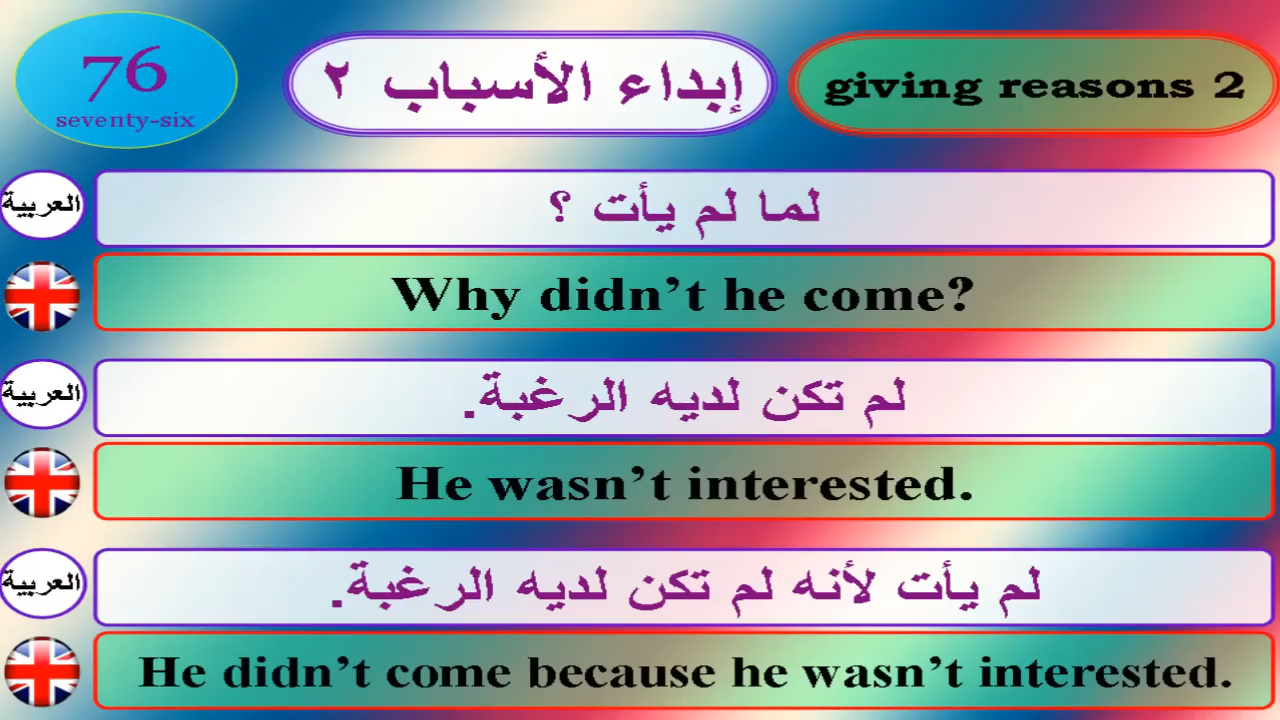 76
seventy-six
إبداء الأسباب ٢
giving reasons 2
العربية
لما لم يأت ؟
Why didn’t he come?
العربية
لم تكن لديه الرغبة.
He wasn’t interested.
العربية
لم يأت لأنه لم تكن لديه الرغبة.
He didn’t come because he wasn’t interested.